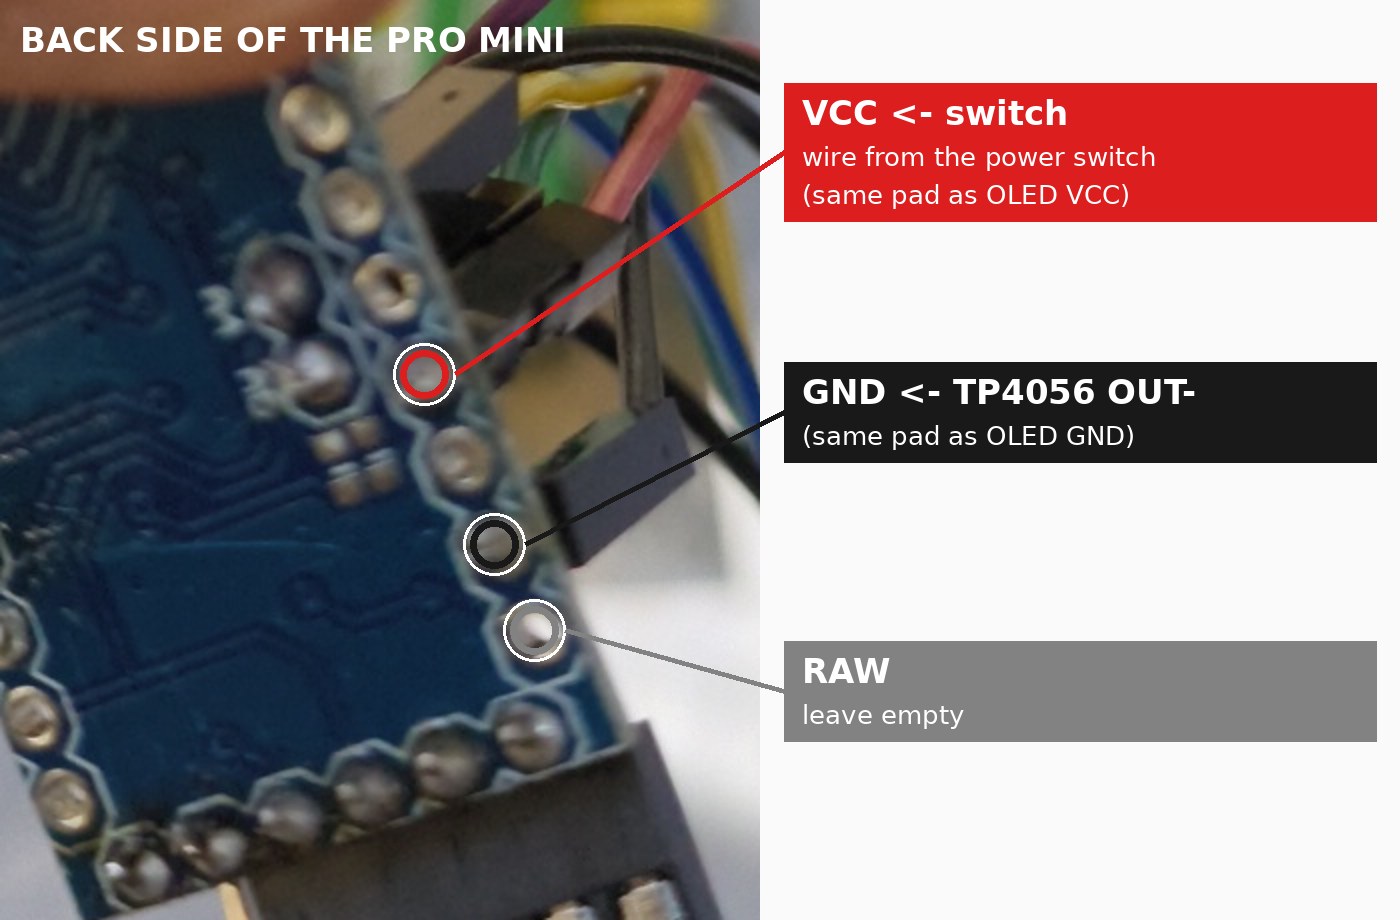 BACK SIDE OF THE PRO MINI
VCC <- switch
wire from the power switch
(same pad as OLED VCC)
GND <- TP4056 OUT-
(same pad as OLED GND)
RAW
leave empty